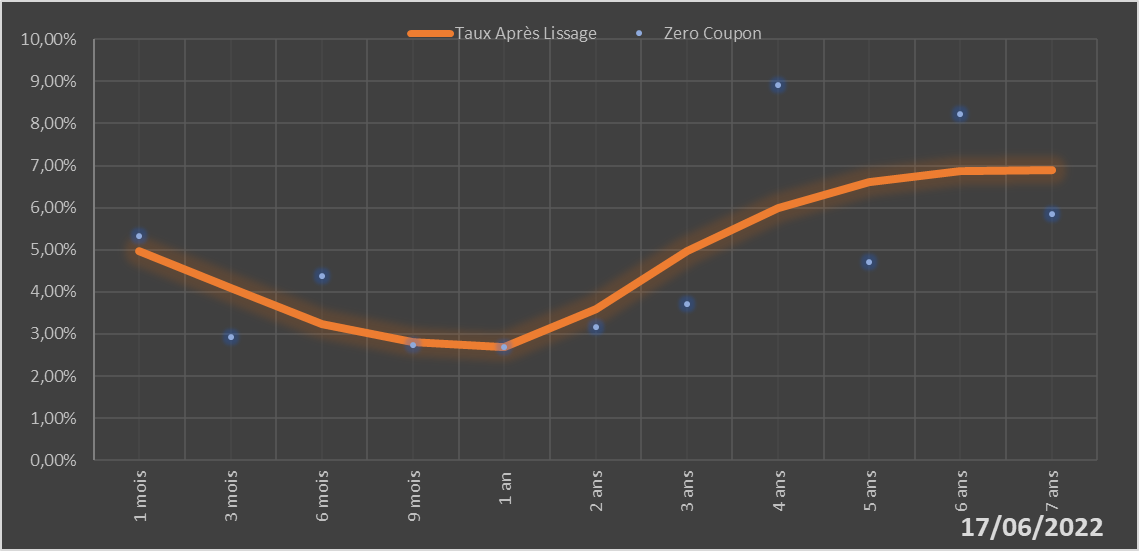 Taux Après Lissage
Zero Coupon
10,00%
9,00%
8,00%
7,00%
6,00%
5,00%
4,00%
3,00%
2,00%
1,00%
0,00%
1 mois
3 mois
6 mois
9 mois
1 an
2 ans
3 ans
4 ans
5 ans
6 ans
7 ans
17/06/2022